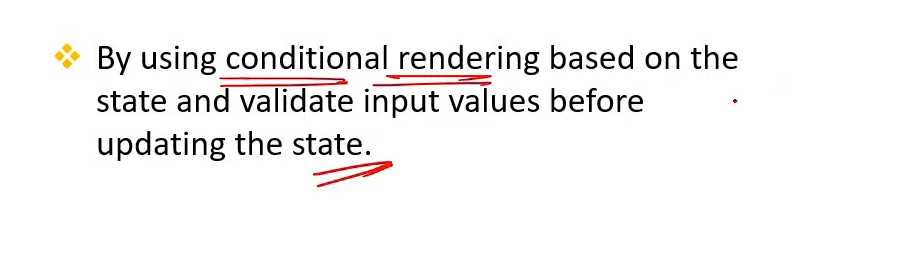 By using conditional rendering based on the
state and validate input values before
updating the state.